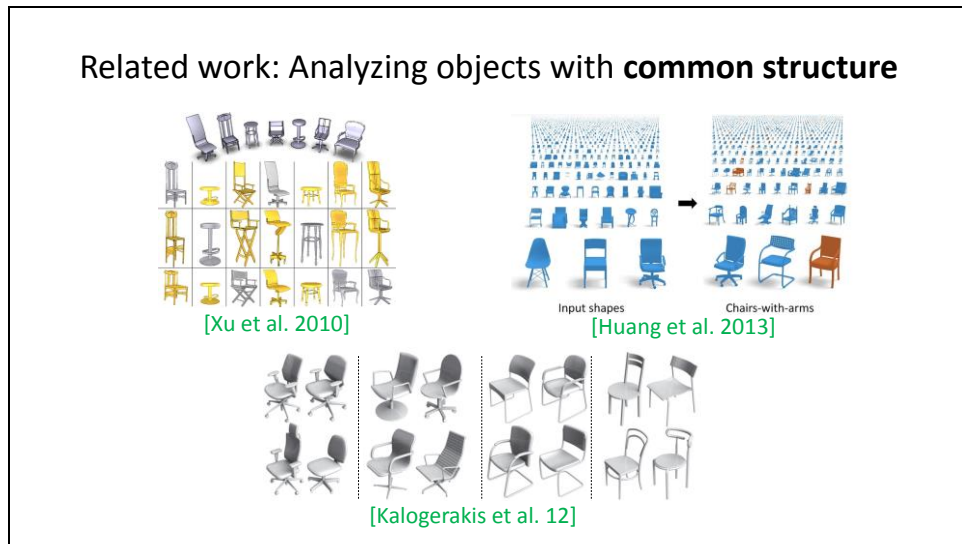 Related work: Analyzing objects with common structure
[Xu et al. 2010]
Input shapes
Chairs-with-arms
[Huang et al. 2013]
[Kalogerakis et al. 12]